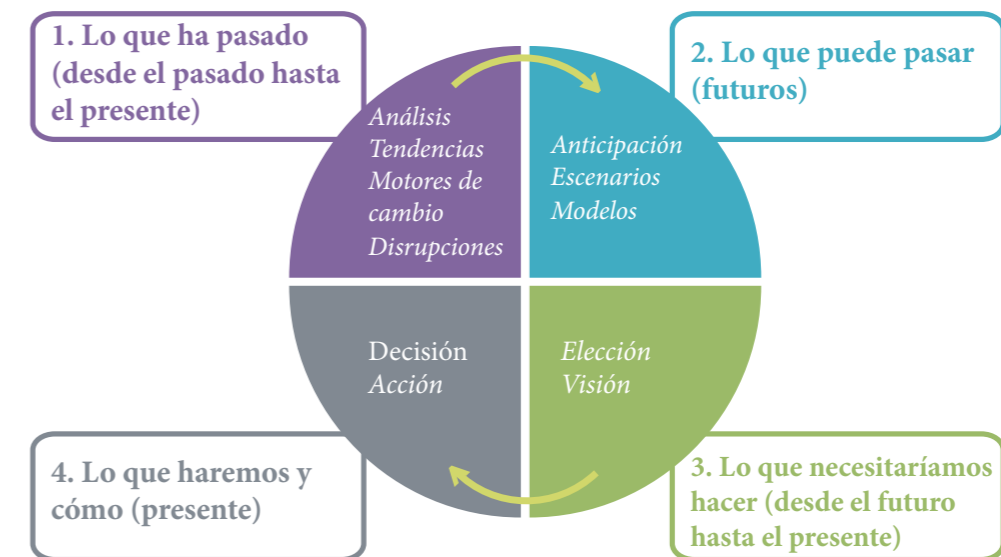 1. Lo que ha pasado
(desde el pasado hasta
el presente)
2. Lo que puede pasar
(futuros)
Análisis
Tendencias
Motores de
cambio
Disrupciones
Anticipación
Escenarios
Modelos
Decisión
Acción
Elección
Visión
4. Lo que haremos y
cómo (presente)
3. Lo que necesitaríamos
hacer (desde el futuro
hasta el presente)